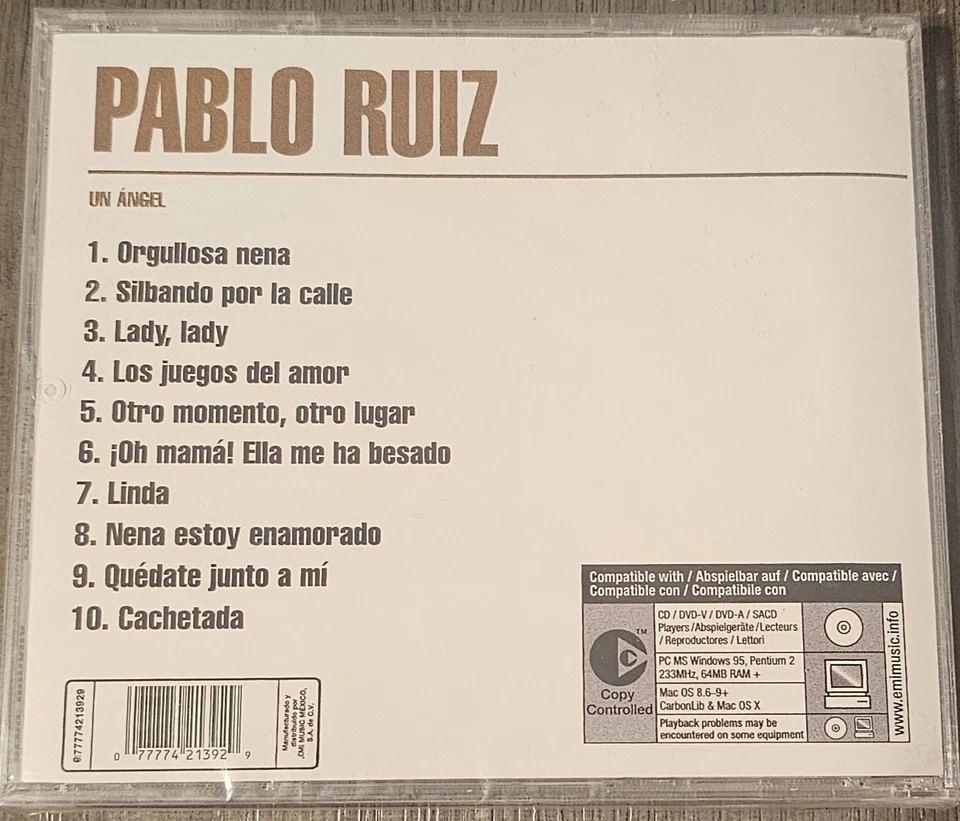 PABLO RUIZ
UN ÁNGEL
1. Orgullosa nena
2. Silbando por la calle
3. Lady, lady
4. Los juegos del amor
5. Otro momento, otro lugar
6. ¡Oh mamá! Ella me ha besado
7. Linda
8. Nena estoy enamorado
9. Quédate junto a mí
10. Cachetada
Compatible with / Abspielbar auf / Compatible avec /
Compatible con / Compatibile con
CD / DVD-V / DVD-A / SACD
Players /Abspielgeräte /Lecteurs
/ Reproductores / Lettori
PC MS Windows 95, Pentium 2
233MHz, 64MB RAM +
Mac OS 8.6-9+
CarbonLib & Mac OS X
Playback problems may be
encountered on some equipment
TM
Copy
Controlled
www.emimusic.info
0 77774 21392 9
Manufacturado y
distribuido por
EMI MUSIC MÉXICO,
S.A. de C.V.